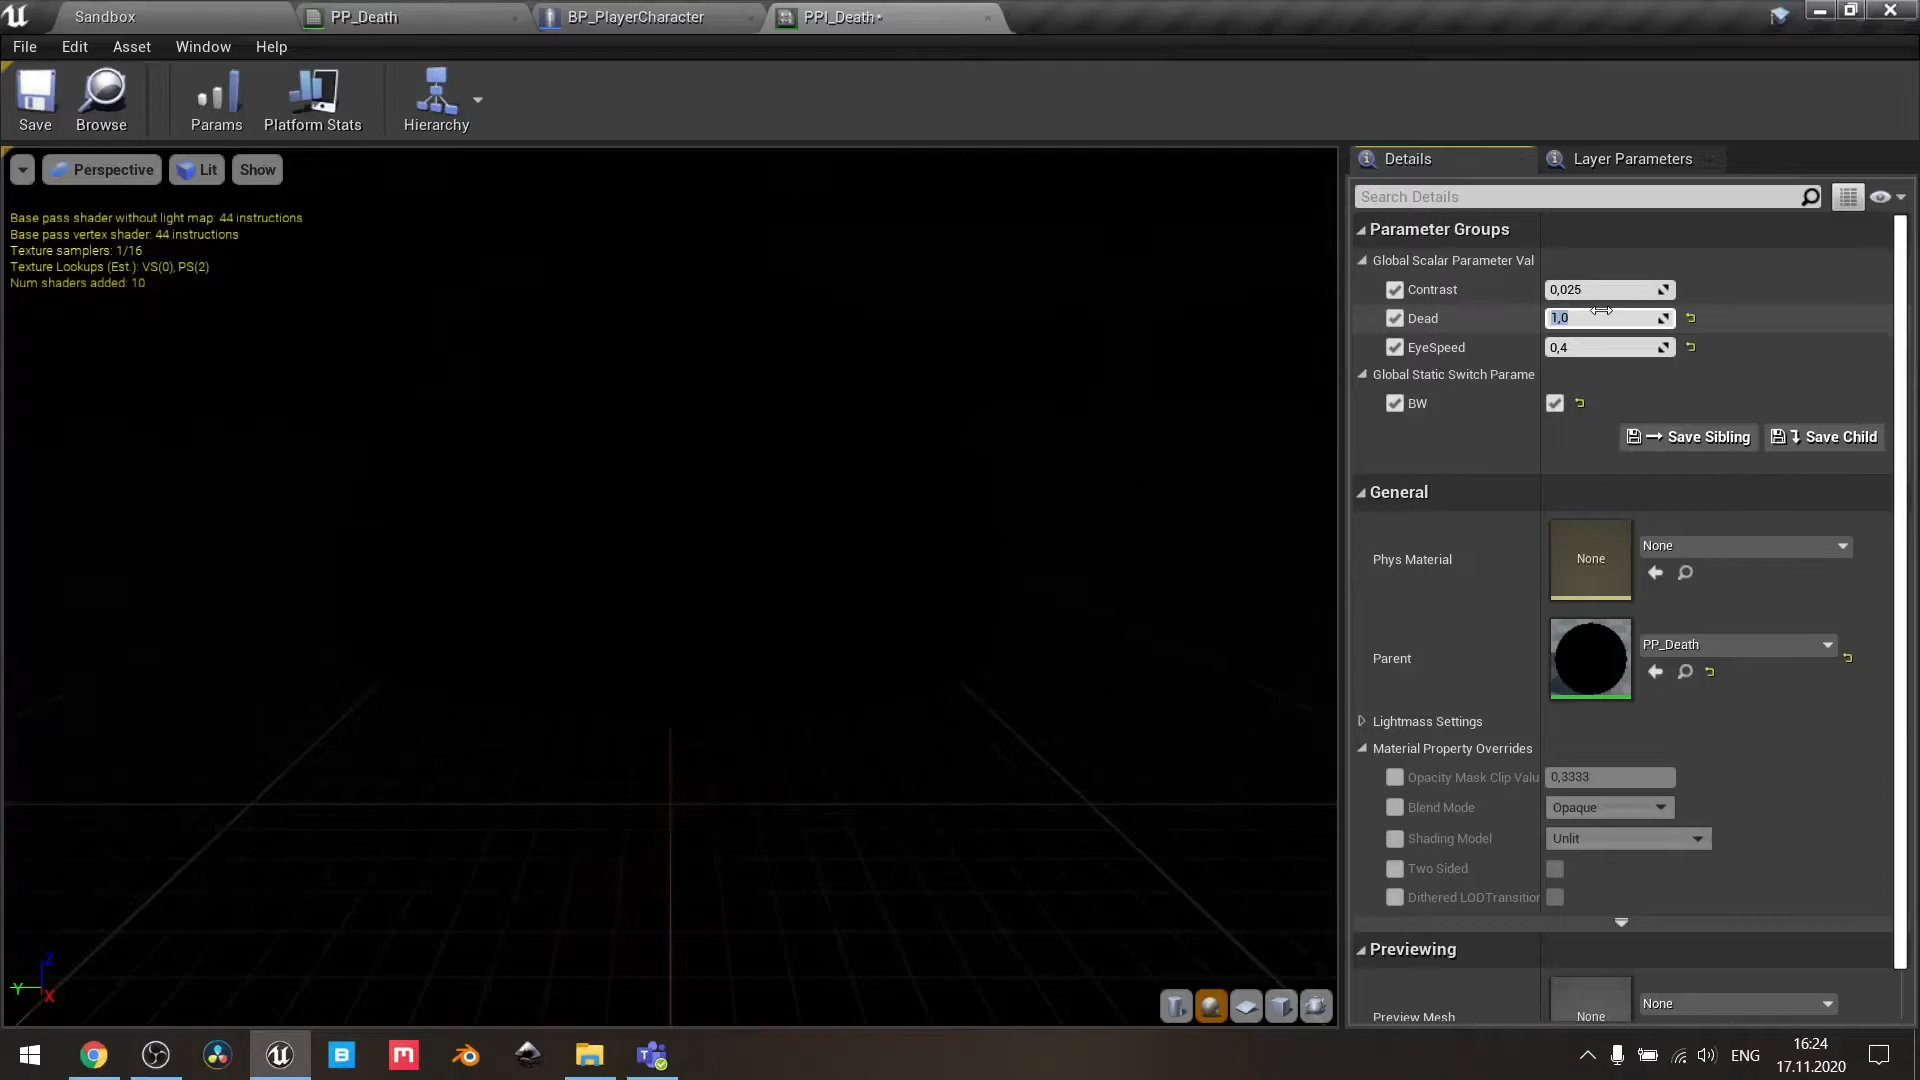 Sandbox
PP_Death
BP_PlayerCharacter
PPI_Death*
File Edit Asset Window Help
Save
Browse
Params
Platform Stats
Hierarchy
Perspective
Lit
Show
Base pass shader without light map: 44 instructions
Base pass vertex shader: 44 instructions
Texture samplers: 1/16
Texture Lookups (Est.): VS(0), PS(2)
Num shaders added: 10
Z
Y
X
Details
Layer Parameters
Search Details
Parameter Groups
Global Scalar Parameter Val
Contrast 0,025
Dead 1,0
EyeSpeed 0,4
Global Static Switch Parame
BW
Save Sibling
Save Child
General
Phys Material
None
None
Parent
PP_Death
Lightmass Settings
Material Property Overrides
Opacity Mask Clip Valu 0,3333
Blend Mode Opaque
Shading Model Unlit
Two Sided
Dithered LODTransition
Previewing
Preview Mesh
None
None
B
M
ENG
16:24
17.11.2020